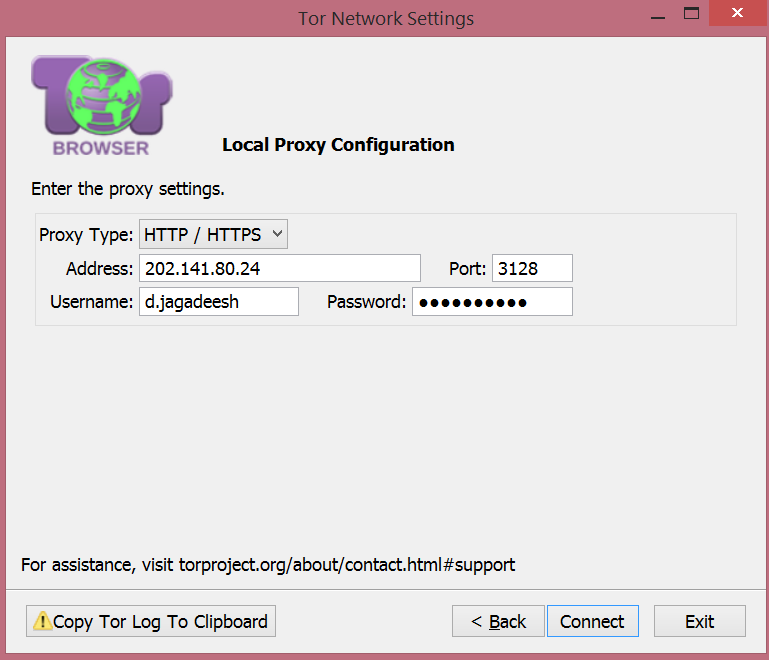 Tor Network Settings
Tor
BROWSER
Local Proxy Configuration
Enter the proxy settings.
Proxy Type: HTTP / HTTPS
Address: 202.141.80.24 Port: 3128
Username: d.jagadeesh Password: ●●●●●●●●●●
For assistance, visit torproject.org/about/contact.html#support
Copy Tor Log To Clipboard < Back Connect Exit